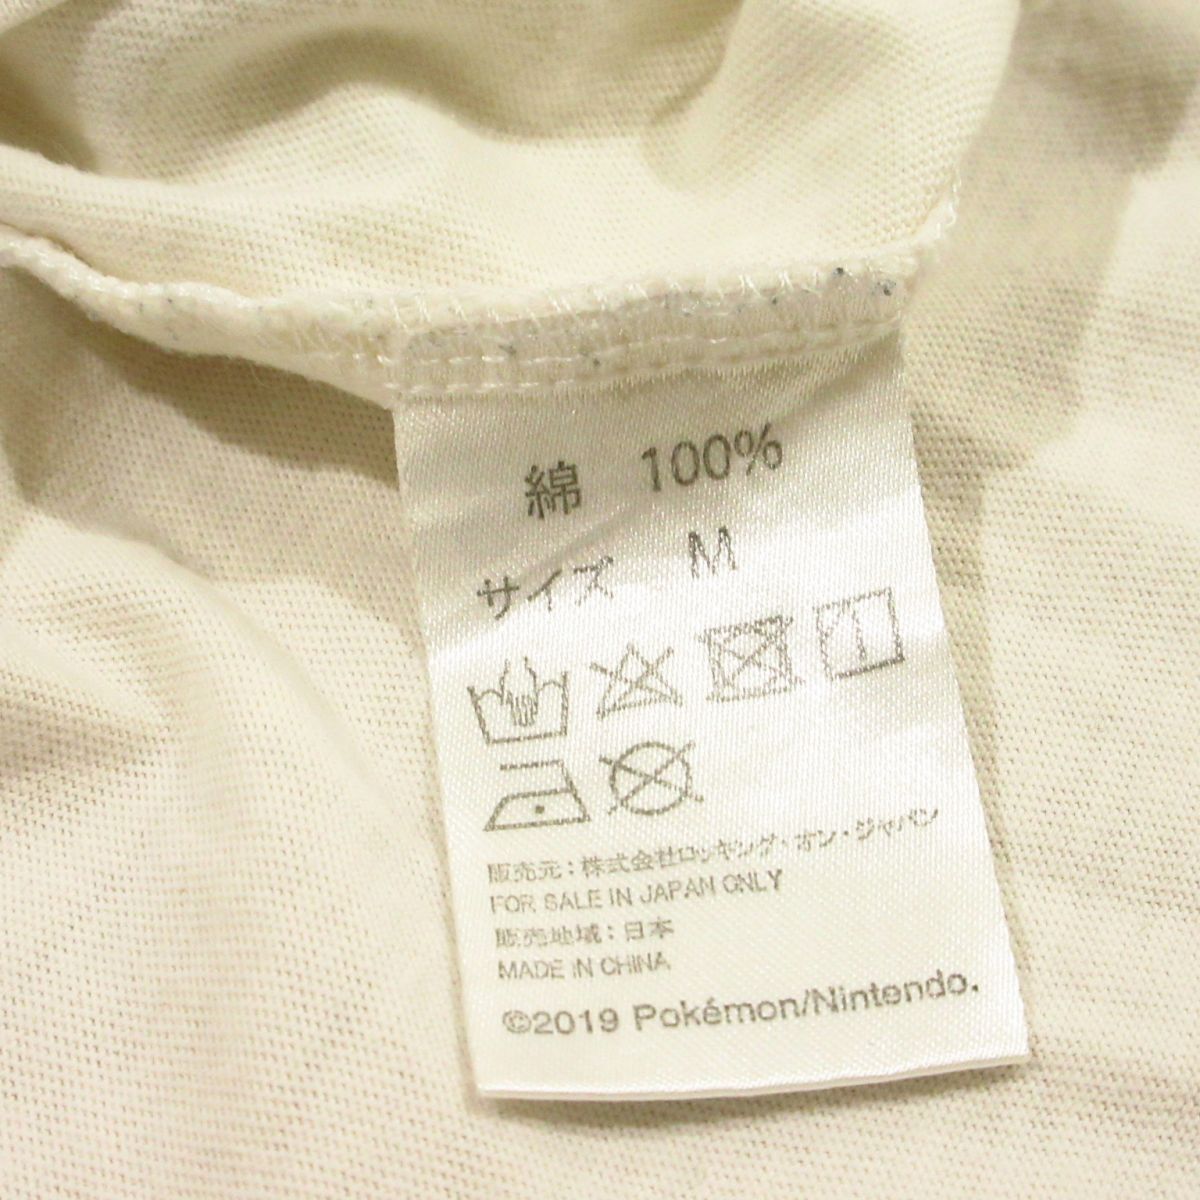 綿 100%
サイズ M
販売元:株式会社ロッキング・オン・ジャパン
FOR SALE IN JAPAN ONLY
販売地域:日本
MADE IN CHINA
©2019 Pokémon/Nintendo.